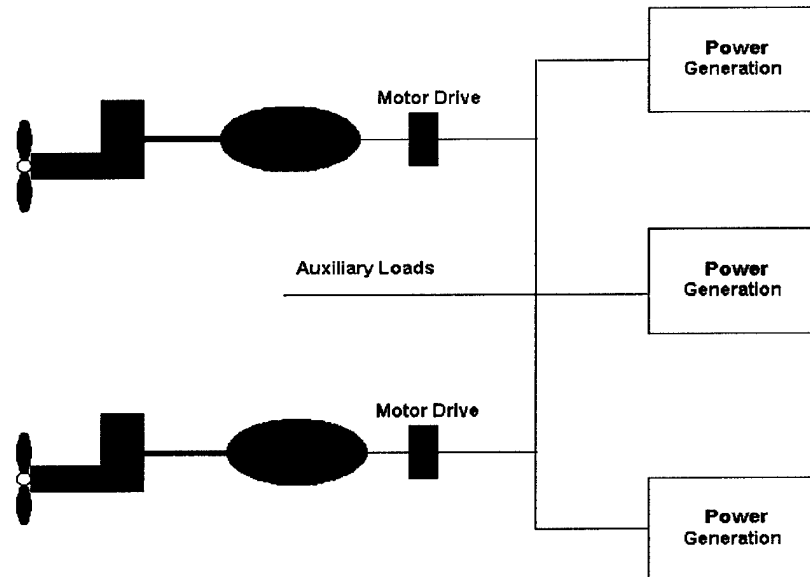 Power
Generation
Motor Drive
Auxiliary Loads
Power
Generation
Motor Drive
Power
Generation